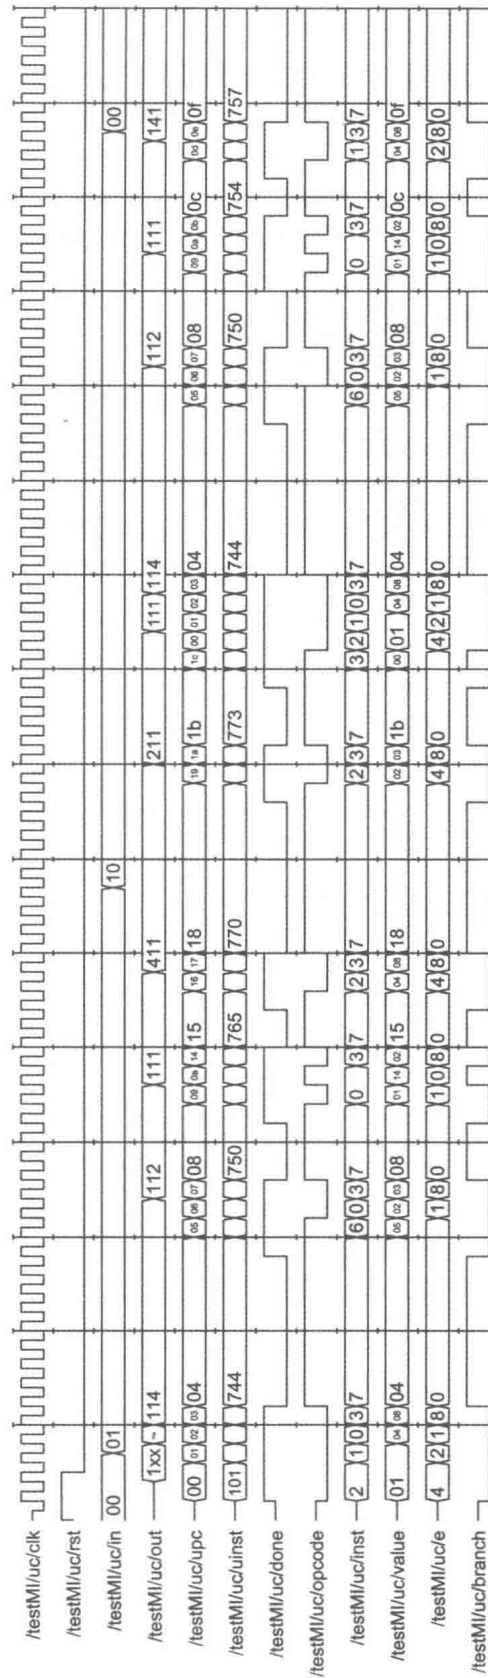 /testMI/uc/clk
/testMI/uc/rst
/testMI/uc/in 00 01 10 00
/testMI/uc/out 1xx ~ 114 112 111 411 211 111 114 112 111 141
/testMI/uc/upc 00 01 02 03 04 05 06 07 08 09 0a 14 15 16 17 18 19 1a 1b 10 00 01 02 03 04 05 06 07 08 09 0a 0b 0c 0d 0e 0f
/testMI/uc/uinst 101 744 750 765 770 773 744 750 754 757
/testMI/uc/done
/testMI/uc/opcode
/testMI/uc/inst 2 1 0 3 7 6 0 3 7 0 3 7 2 3 7 2 3 7 3 2 1 0 3 7 6 0 3 7 0 3 7 1 3 7
/testMI/uc/value 01 04 08 04 05 02 03 08 01 14 02 15 04 08 18 02 03 1b 00 01 04 08 04 05 02 03 08 01 14 02 0c 04 08 0f
/testMI/uc/e 4 2 1 8 0 1 8 0 1 0 8 0 4 8 0 4 8 0 4 2 1 8 0 1 8 0 1 0 8 0 2 8 0
/testMI/uc/branch